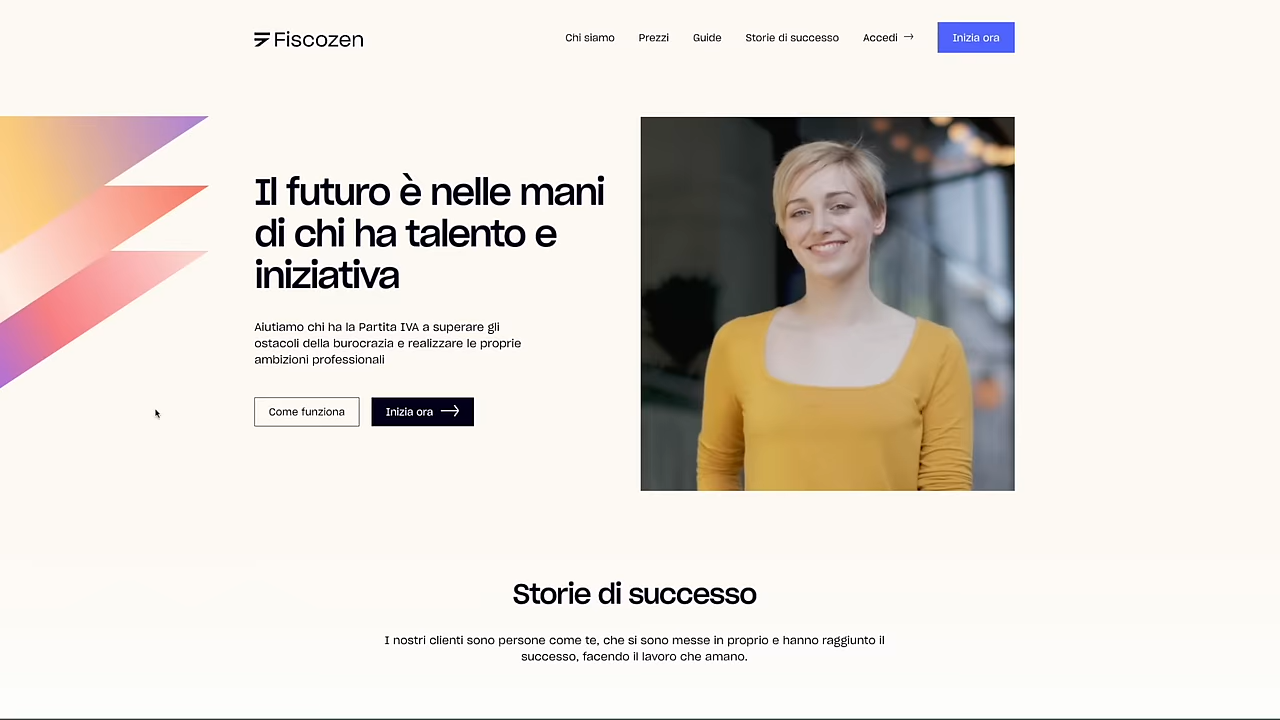 Fiscozen
Chi siamo
Prezzi
Guide
Storie di successo
Accedi →
Inizia ora
Il futuro è nelle mani
di chi ha talento e
iniziativa
Aiutiamo chi ha la Partita IVA a superare gli
ostacoli della burocrazia e realizzare le proprie
ambizioni professionali
Come funziona
Inizia ora →
Storie di successo
I nostri clienti sono persone come te, che si sono messe in proprio e hanno raggiunto il
successo, facendo il lavoro che amano.